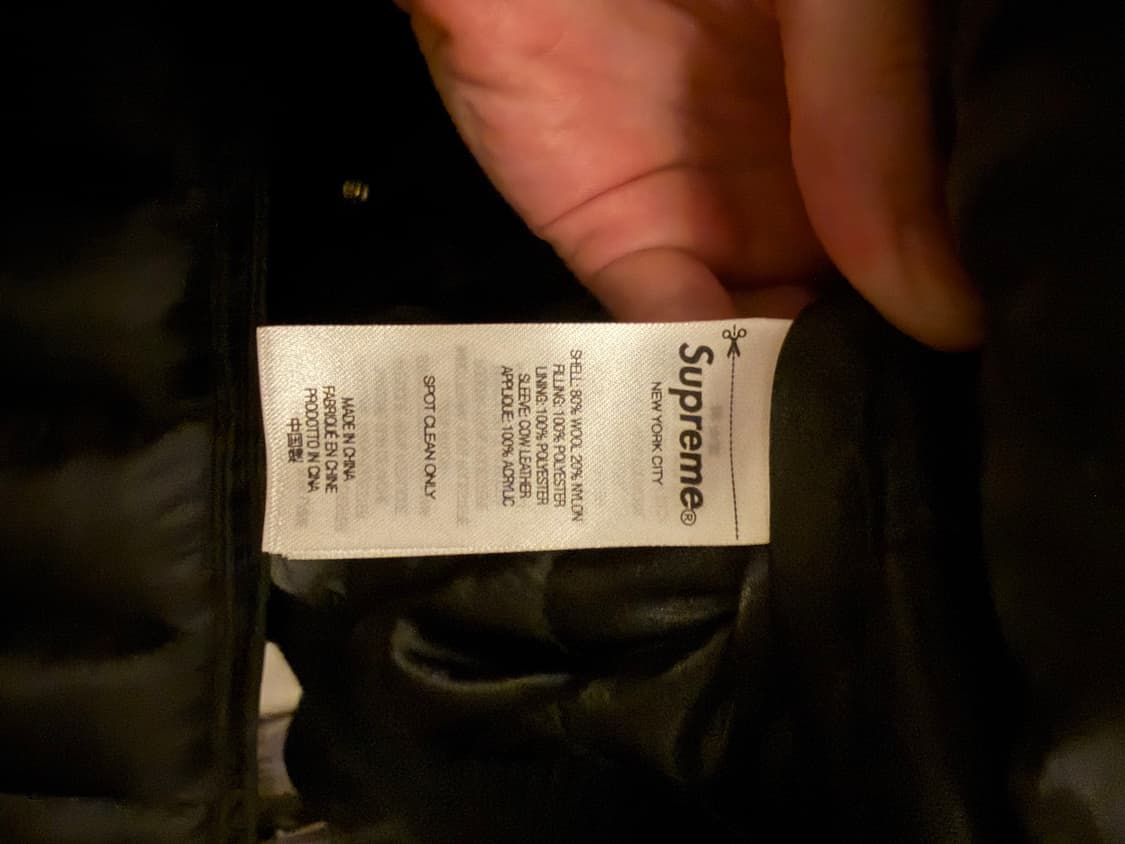 Supreme®
NEW YORK CITY
SHELL: 80% WOOL 20% NYLON
FILLING: 100% POLYESTER
LINING: 100% POLYESTER
SLEEVE: COW LEATHER
APPLIQUE: 100% ACRYLIC
SPOT CLEAN ONLY
MADE IN CHINA
FABRIQUÉ EN CHINE
PRODOTTO IN CINA
中国製